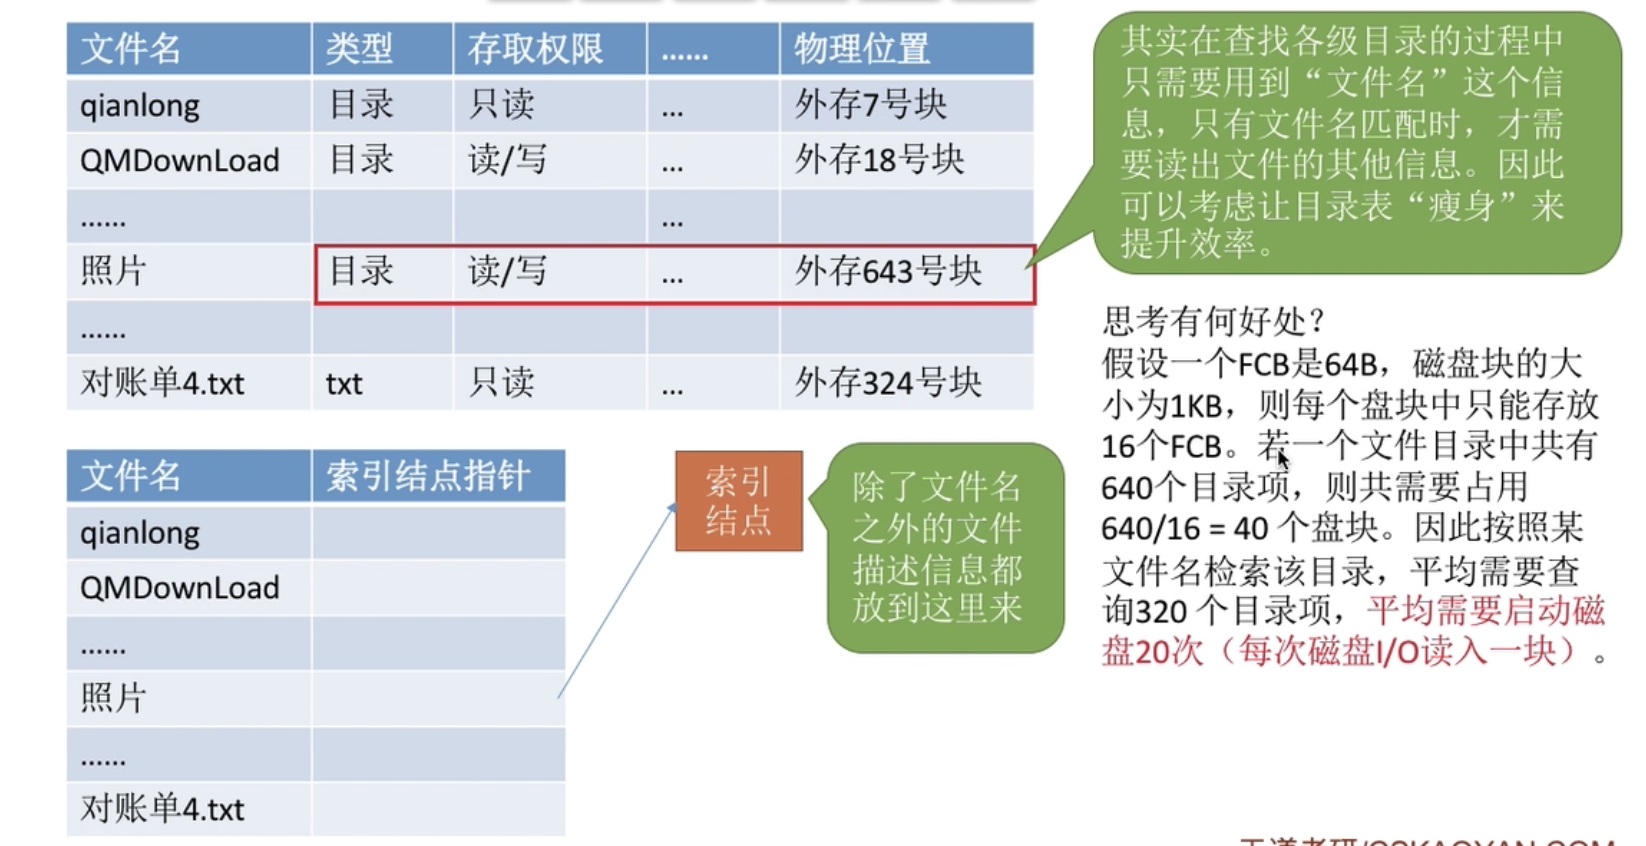 文件名 类型 存取权限 …… 物理位置
qianlong 目录 只读 … 外存7号块
QMDownLoad 目录 读/写 … 外存18号块
…… …
照片 目录 读/写 … 外存643号块
……
对账单4.txt txt 只读 … 外存324号块
其实在查找各级目录的过程中
只需要用到“文件名”这个信
息，只有文件名匹配时，才需
要读出文件的其他信息。因此
可以考虑让目录表“瘦身”来
提升效率。
文件名 索引结点指针
qianlong
QMDownLoad
……
照片
……
对账单4.txt
索引
结点
除了文件名
之外的文件
描述信息都
放到这里来
思考有何好处？
假设一个FCB是64B，磁盘块的大
小为1KB，则每个盘块中只能存放
16个FCB。若一个文件目录中共有
640个目录项，则共需要占用
640/16 = 40 个盘块。因此按照某
文件名检索该目录，平均需要查
询320 个目录项，平均需要启动磁
盘20次（每次磁盘I/O读入一块）。